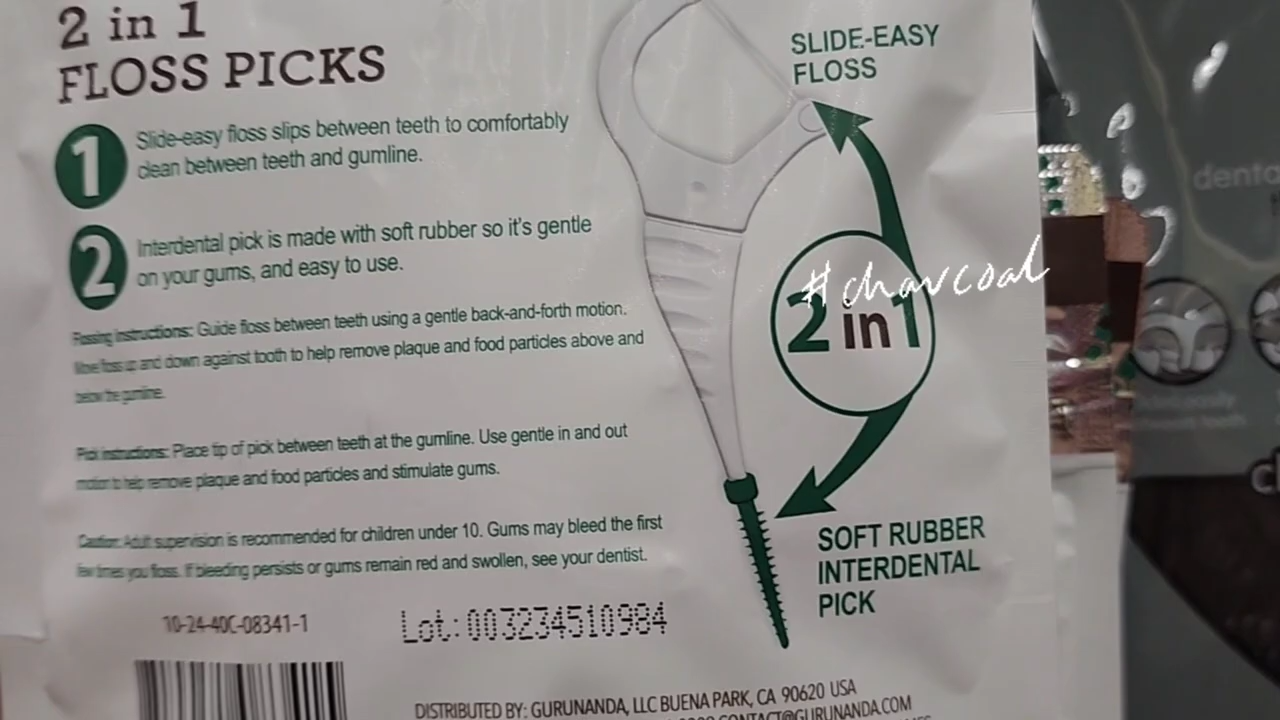 2 in 1
FLOSS PICKS
1
Slide-easy floss slips between teeth to comfortably
clean between teeth and gumline.
2
Interdental pick is made with soft rubber so it's gentle
on your gums, and easy to use.
Flossing Instructions: Guide floss between teeth using a gentle back-and-forth motion.
Move floss up and down against tooth to help remove plaque and food particles above and
below the gumline.
Pick Instructions: Place tip of pick between teeth at the gumline. Use gentle in and out
motion to help remove plaque and food particles and stimulate gums.
Caution: Adult supervision is recommended for children under 10. Gums may bleed the first
few times you floss. If bleeding persists or gums remain red and swollen, see your dentist.
10-24-40C-08341-1
Lot: 003234510984
DISTRIBUTED BY: GURUNANDA, LLC BUENA PARK, CA 90620 USA
CONTACT@GURUNANDA.COM
SLIDE-EASY
FLOSS
#charcoal
2 in 1
SOFT RUBBER
INTERDENTAL
PICK